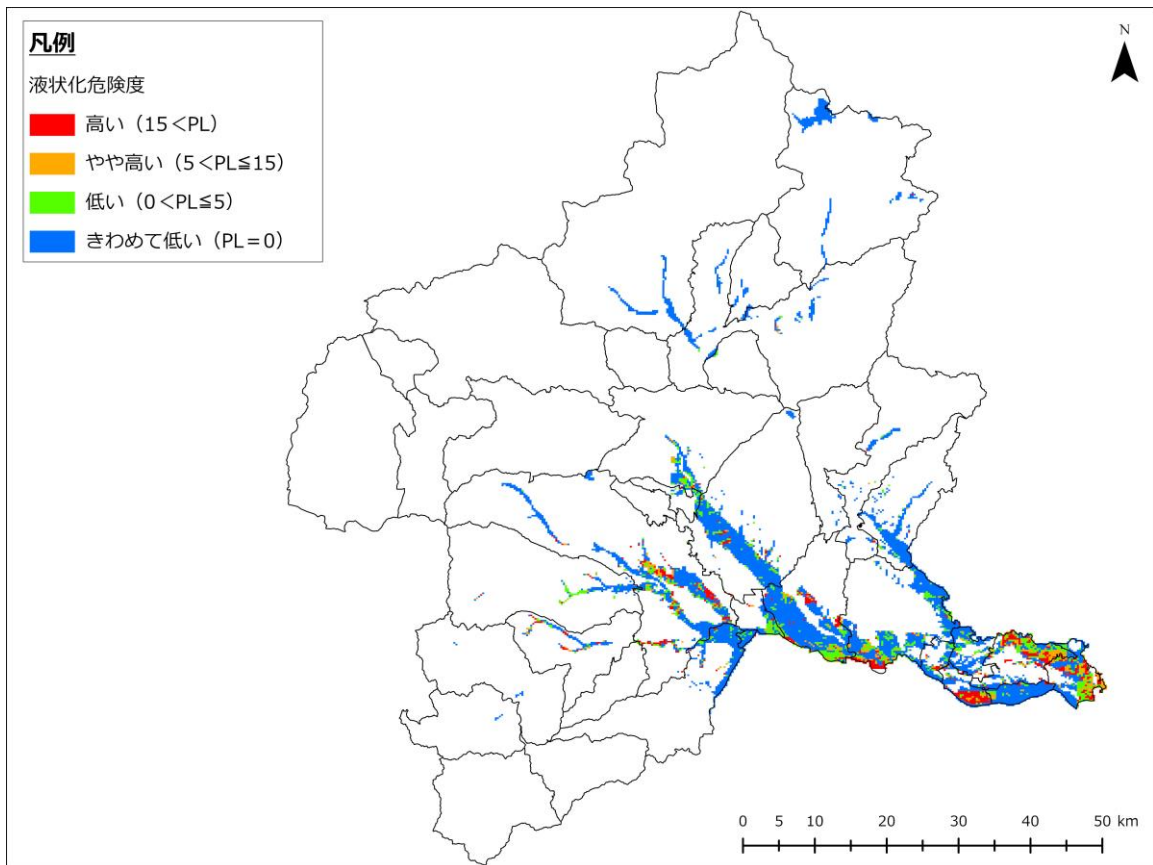 凡例
液状化危険度
高い（15＜PL）
やや高い（5＜PL≦15）
低い（0＜PL≦5）
きわめて低い（PL＝0）
N
0 5 10 20 30 40 50 km